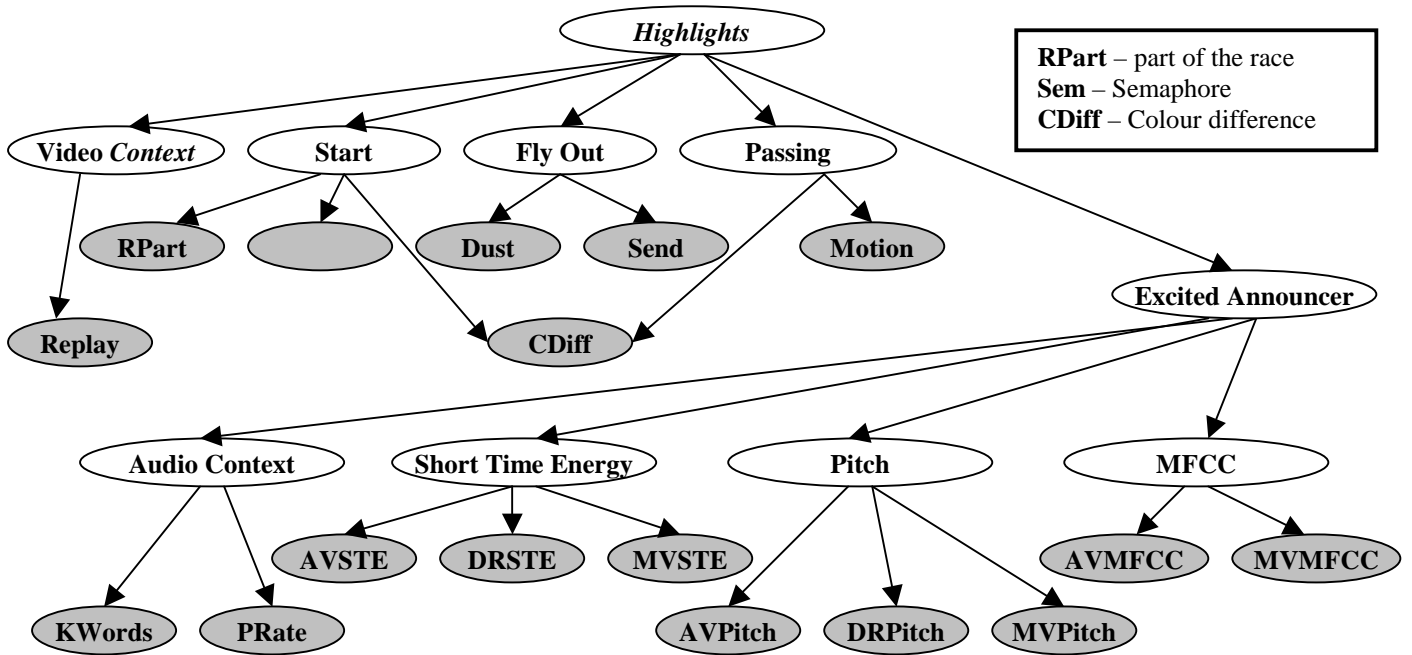 Highlights
RPart – part of the race
Sem – Semaphore
CDiff – Colour difference
Video Context
Start
Fly Out
Passing
RPart
Dust
Send
Motion
Excited Announcer
Replay
CDiff
Audio Context
Short Time Energy
Pitch
MFCC
AVSTE
DRSTE
MVSTE
AVMFCC
MVMFCC
KWords
PRate
AVPitch
DRPitch
MVPitch